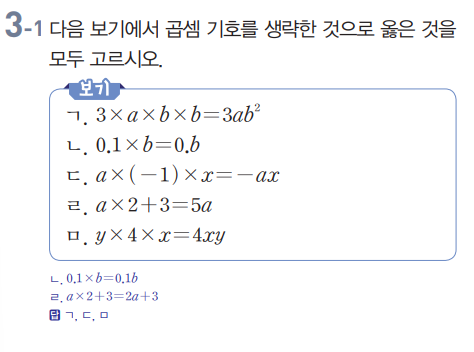 3-1 다음 보기에서 곱셈 기호를 생략한 것으로 옳은 것을
모두 고르시오.
보기
ㄱ. 3×a×b×b=3ab²
ㄴ. 0.1×b=0.b
ㄷ. a×(-1)×x=-ax
ㄹ. a×2+3=5a
ㅁ. y×4×x=4xy
ㄴ. 0.1×b=0.1b
ㄹ. a×2+3=2a+3
답 ㄱ, ㄷ, ㅁ